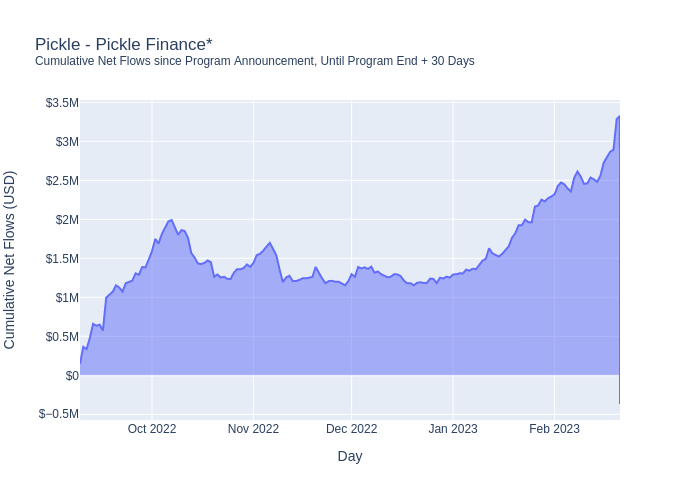 Pickle - Pickle Finance*
Cumulative Net Flows since Program Announcement, Until Program End + 30 Days
Cumulative Net Flows (USD)
$3.5M
$3M
$2.5M
$2M
$1.5M
$1M
$0.5M
$0
$−0.5M
Oct 2022
Nov 2022
Dec 2022
Jan 2023
Feb 2023
Day